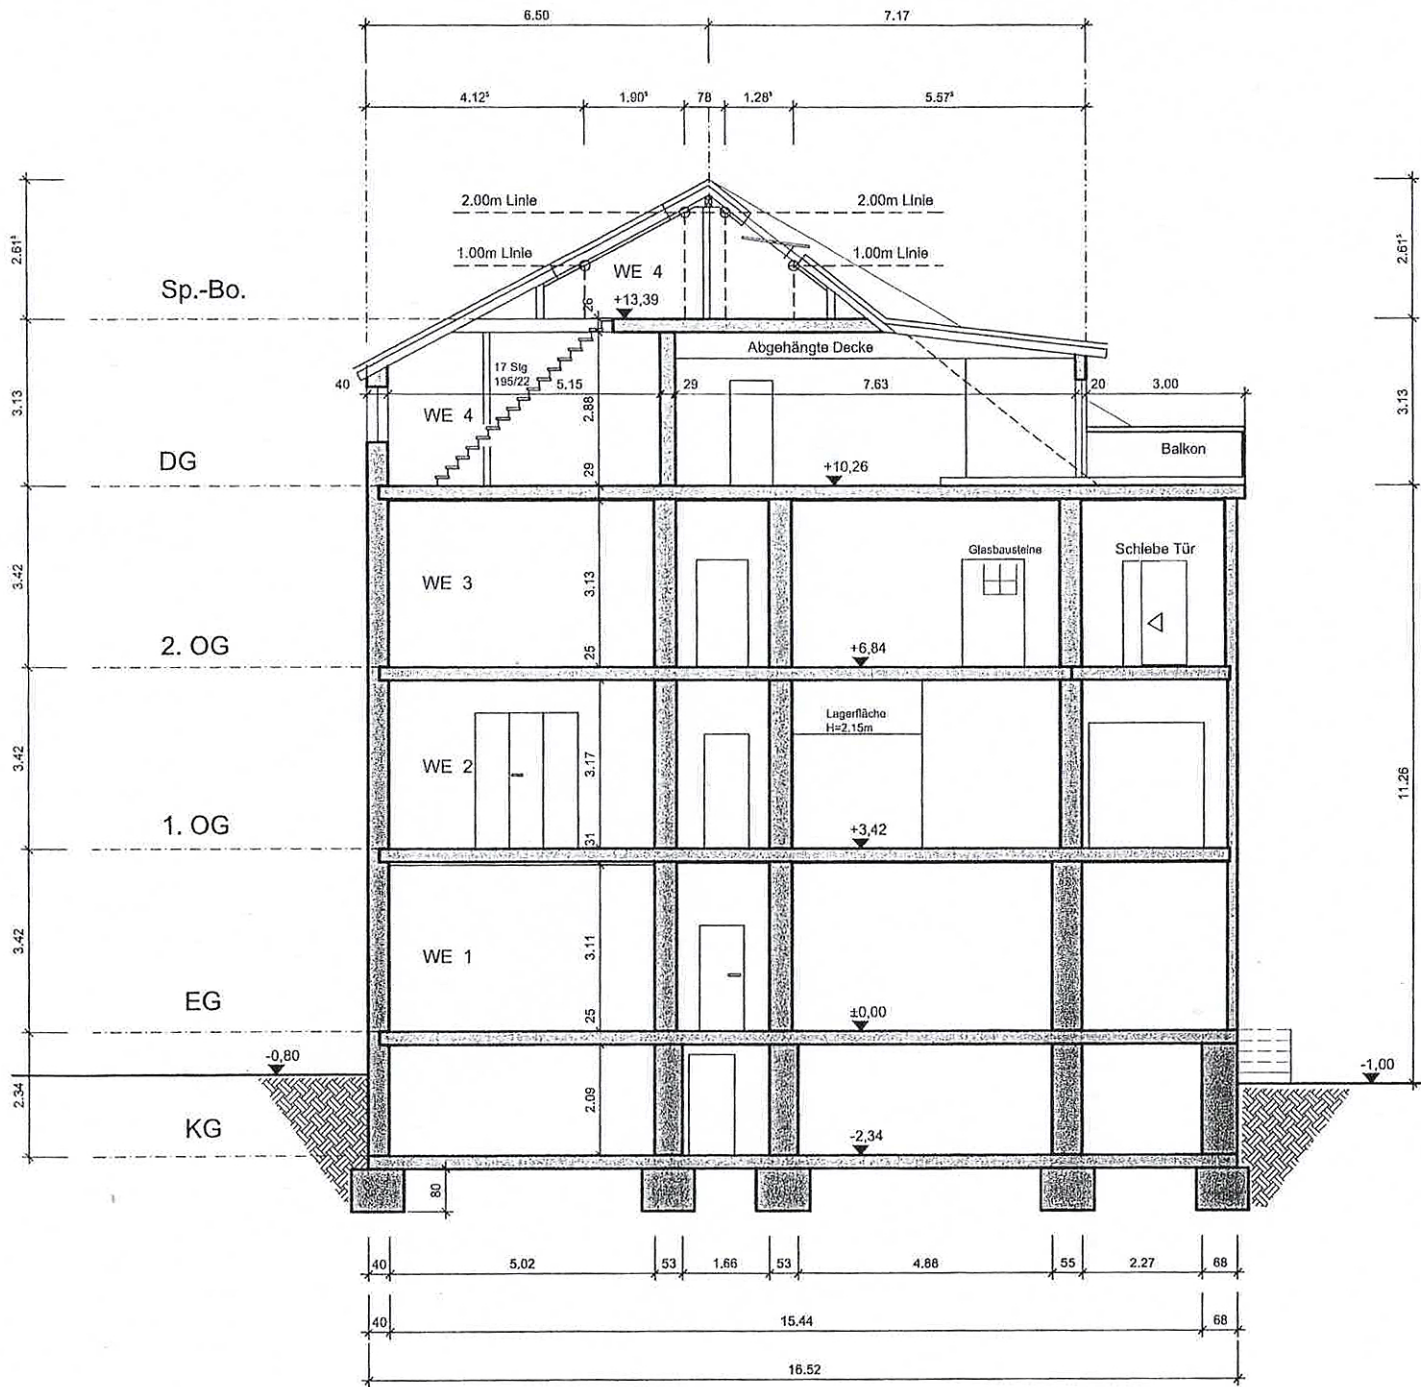 6.50 7.17
4.12⁵ 1.90⁵ 78 1.28⁵ 5.57⁵
2.00m Linie 2.00m Linie
1.00m Linie 1.00m Linie
2.61⁵ 2.61⁵
WE 4
Sp.-Bo.
26 +13,39
Abgehängte Decke
17 Stg
195/22
40 5.15 29 7.63 20 3.00
3.13 2.88 3.13
WE 4
Balkon
DG
29 +10,26
Glasbausteine Schiebe Tür
3.42 WE 3 3.13
2. OG
25 +6,84
Lagerfläche
H=2.15m
3.42 WE 2 3.17 11.26
1. OG
31 +3,42
3.42 WE 1 3.11
EG
25 ±0,00
-0,80 -1,00
2.34 2.09
KG
-2,34
80
40 5.02 53 1.66 53 4.88 55 2.27 68
40 15.44 68
16.52